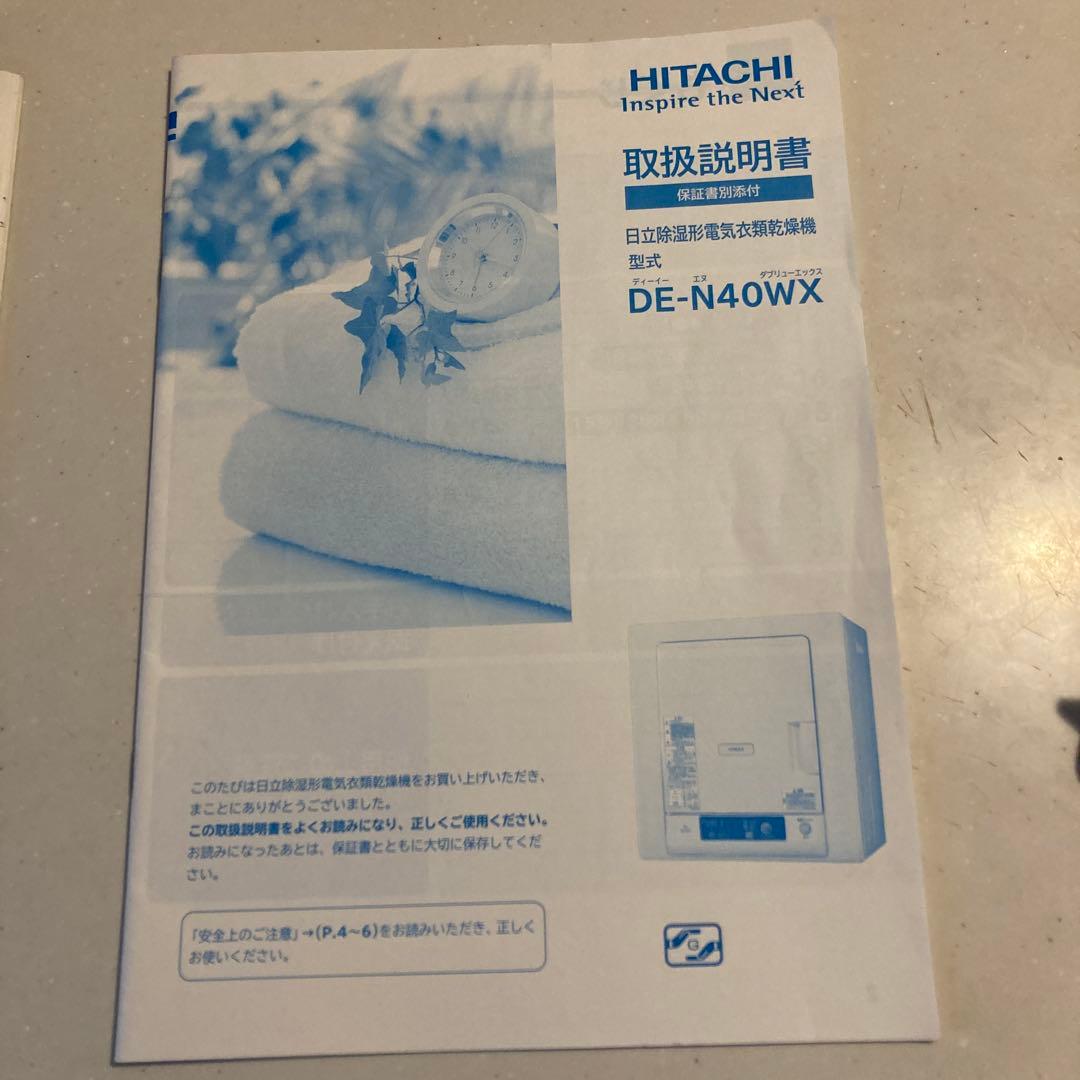 HITACHI
Inspire the Next
取扱説明書
保証書別添付
日立除湿形電気衣類乾燥機
型式
ディーイー エヌ ダブリューエックス
DE-N40WX
このたびは日立除湿形電気衣類乾燥機をお買い上げいただき、
まことにありがとうございました。
この取扱説明書をよくお読みになり、正しくご使用ください。
お読みになったあとは、保証書とともに大切に保存してくだ
さい。
「安全上のご注意」→(P.4〜6)をお読みいただき、正しく
お使いください。